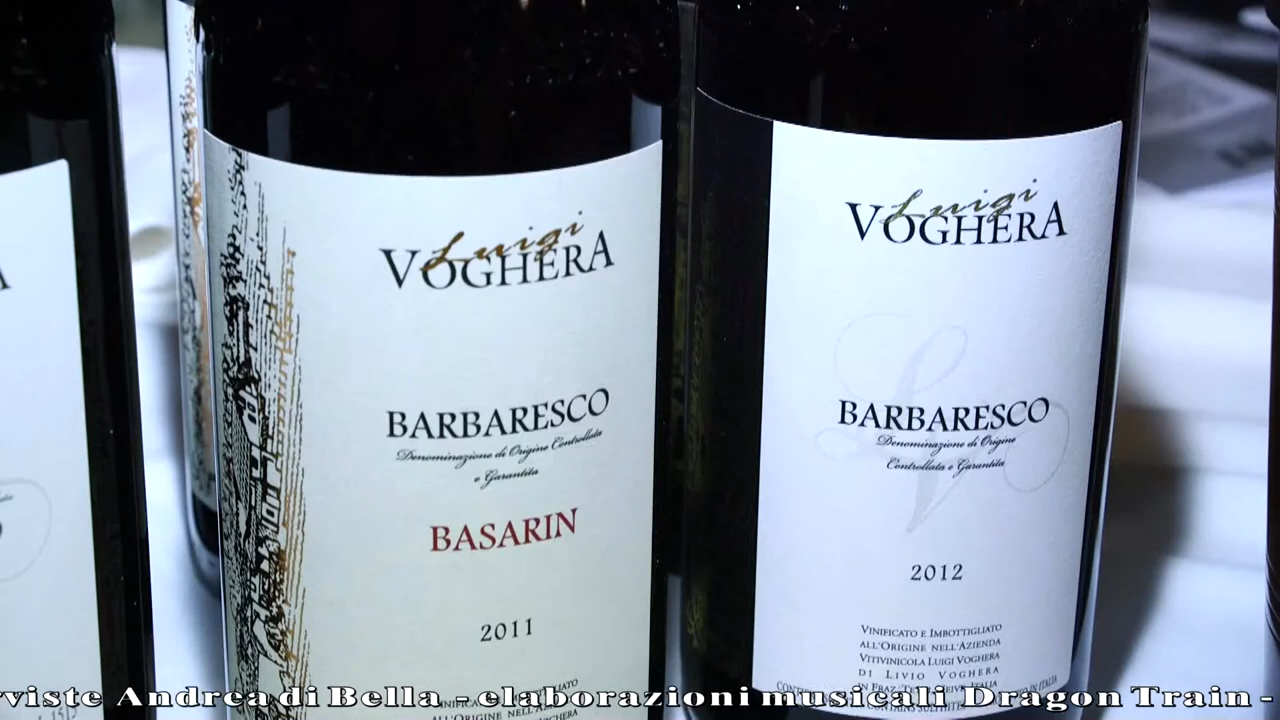 Luigi
VOGHERA
BARBARESCO
Denominazione di Origine Controllata
e Garantita
BASARIN
2011
Luigi
VOGHERA
BARBARESCO
Denominazione di Origine
Controllata e Garantita
2012
VINIFICATO E IMBOTTIGLIATO
ALL'ORIGINE NELL'AZIENDA
VITIVINICOLA LUIGI VOGHERA
DI LIVIO VOGHERA
Andrea di Bella - elaborazioni musicali Dragon Train -